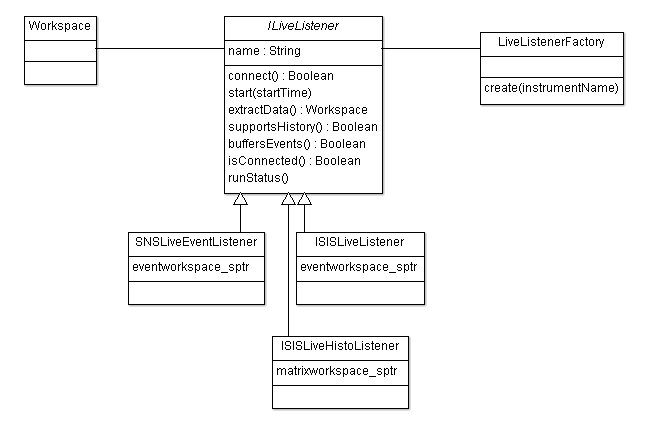 Workspace
ILiveListener
name : String
connect() : Boolean
start(startTime)
extractData() : Workspace
supportsHistory() : Boolean
buffersEvents() : Boolean
isConnected() : Boolean
runStatus()
LiveListenerFactory
create(instrumentName)
SNSLiveEventListener
eventworkspace_sptr
ISISLiveListener
eventworkspace_sptr
ISISLiveHistoListener
matrixworkspace_sptr